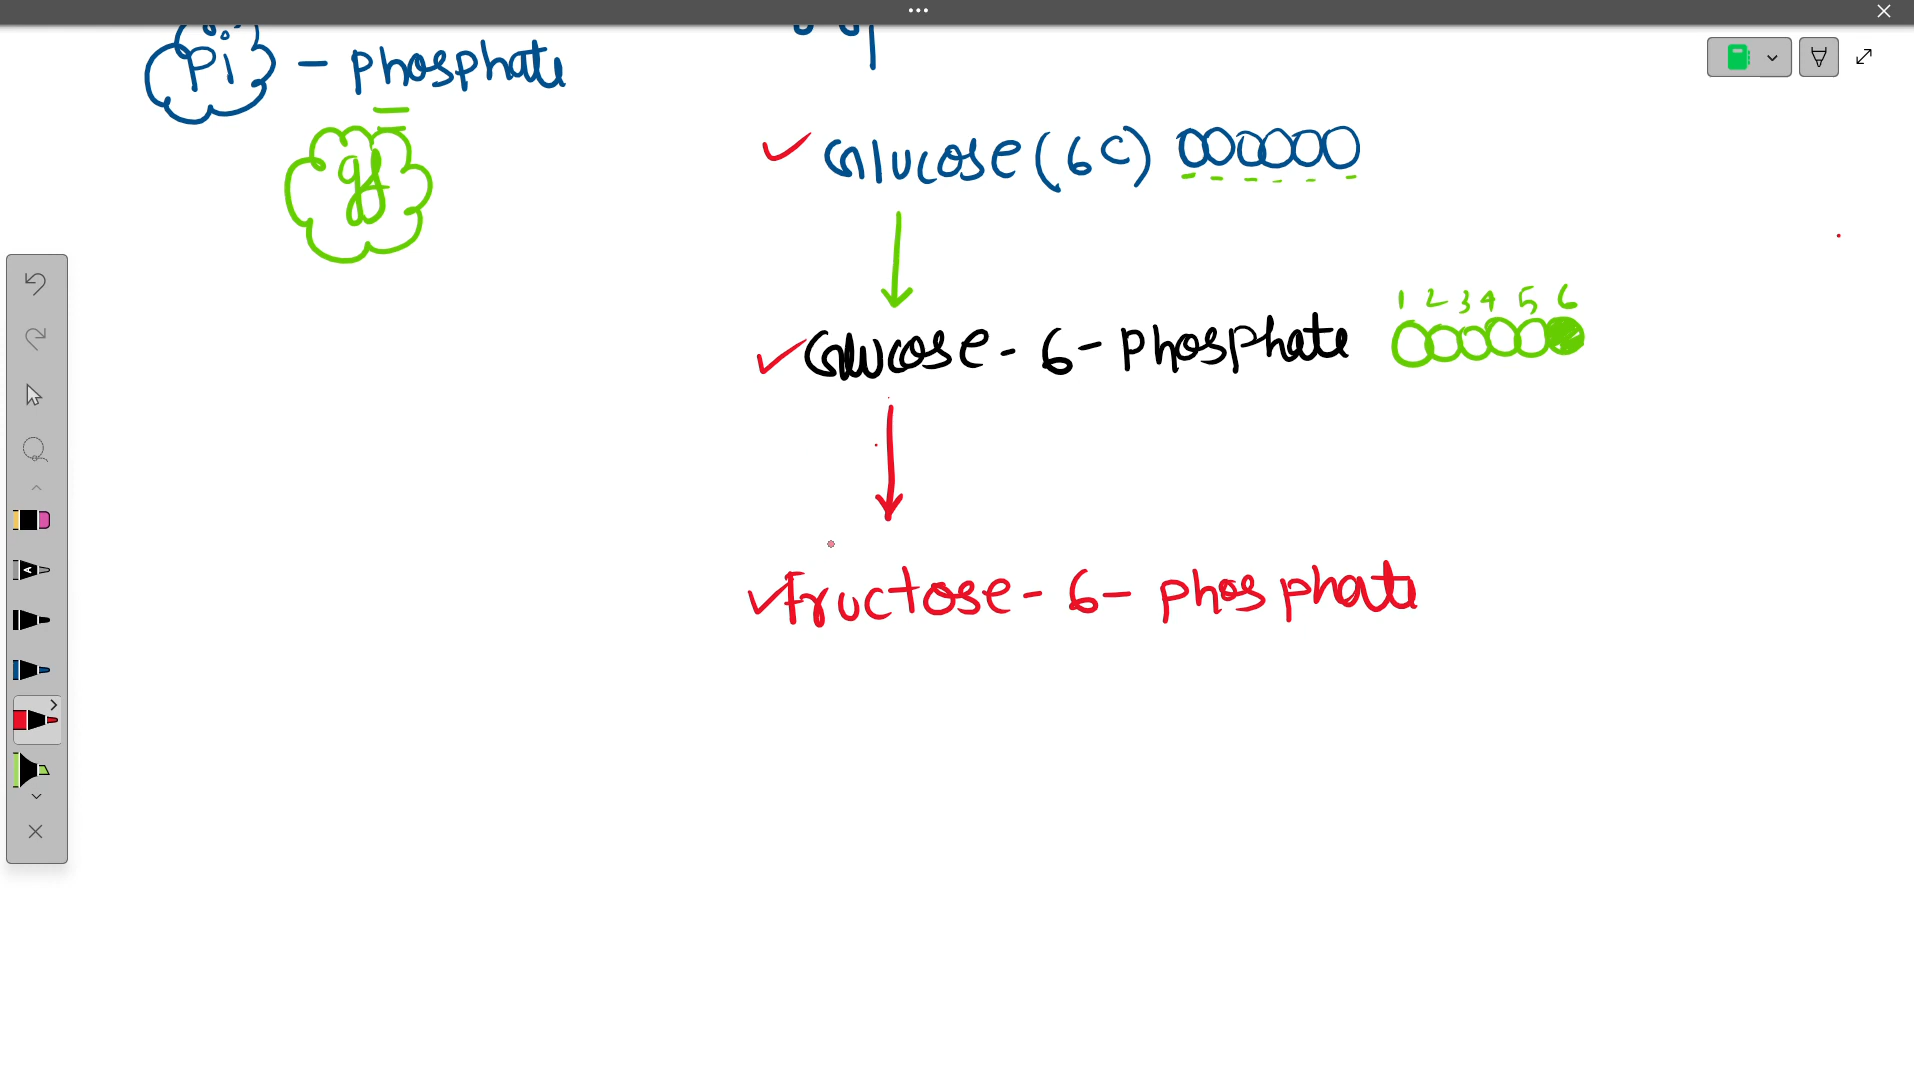 Pi - phosphate
Glucose (6C)
1 2 3 4 5 6
Glucose - 6 - phosphate
Fructose - 6 - phosphate